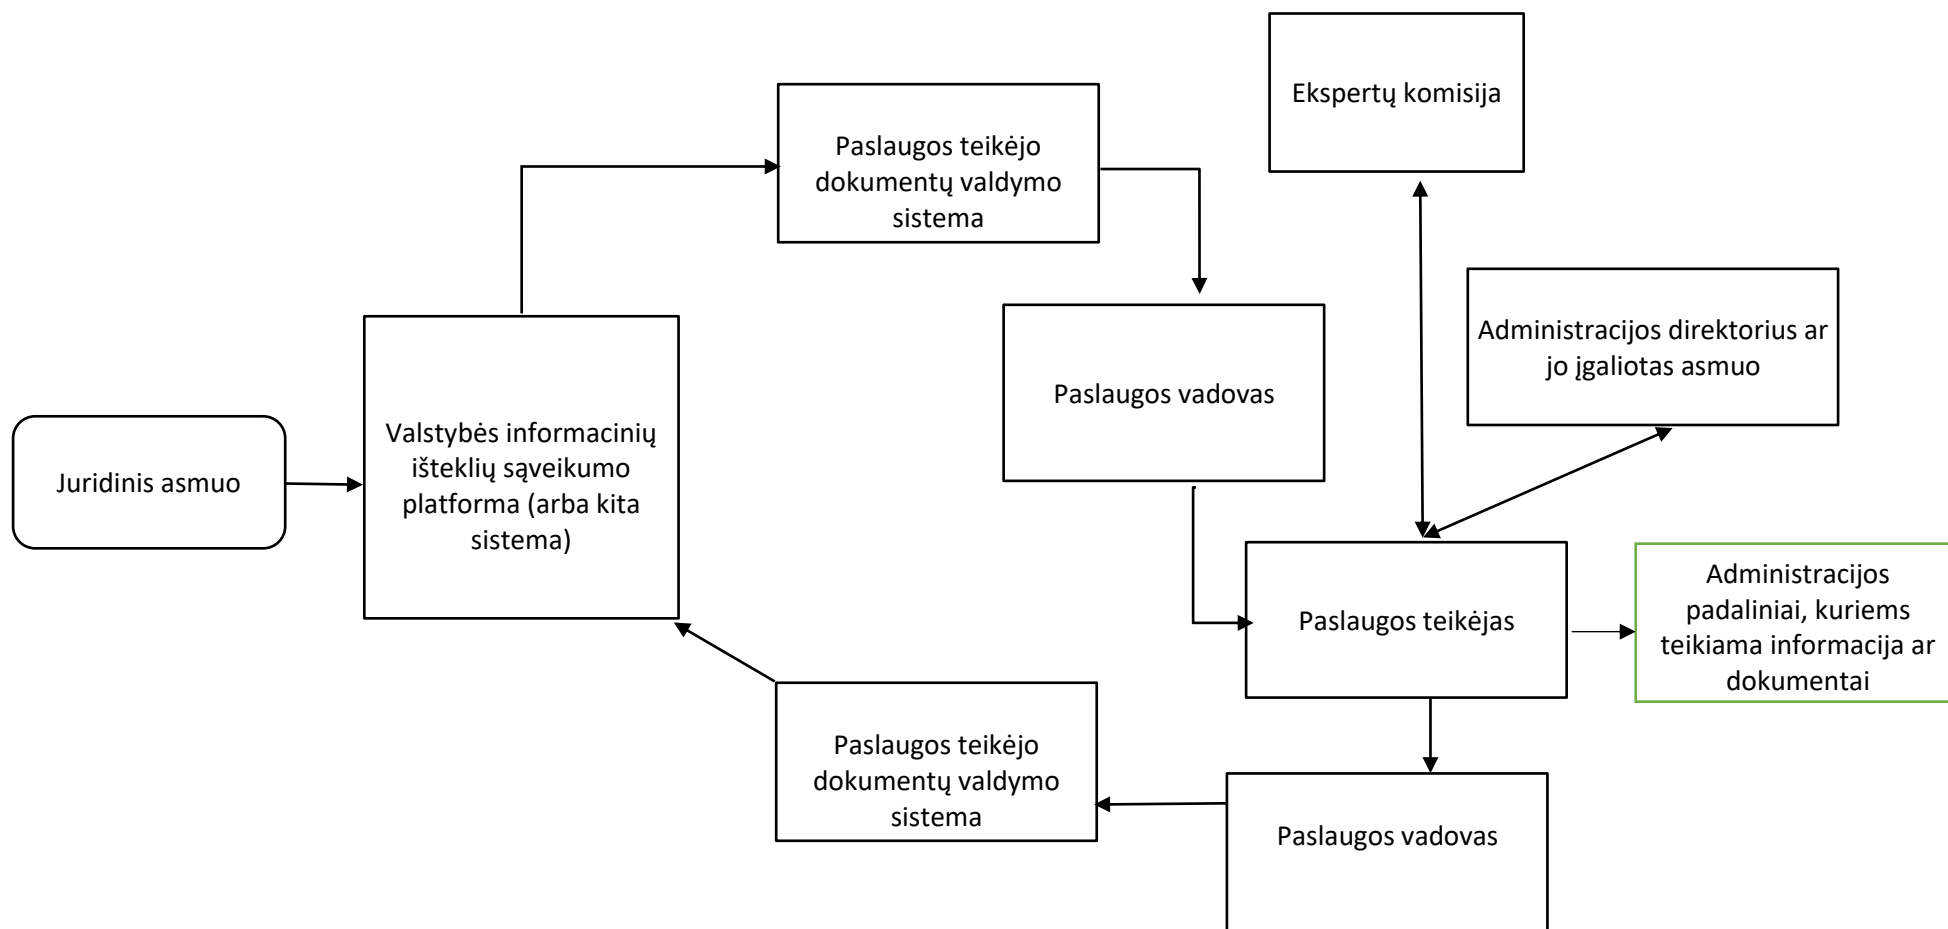 Ekspertų komisija
Paslaugos teikėjo
dokumentų valdymo
sistema
Administracijos direktorius ar
jo įgaliotas asmuo
Paslaugos vadovas
Valstybės informacinių
išteklių sąveikumo
platforma (arba kita
sistema)
Juridinis asmuo
Paslaugos teikėjas
Administracijos
padaliniai, kuriems
teikiama informacija ar
dokumentai
Paslaugos teikėjo
dokumentų valdymo
sistema
Paslaugos vadovas